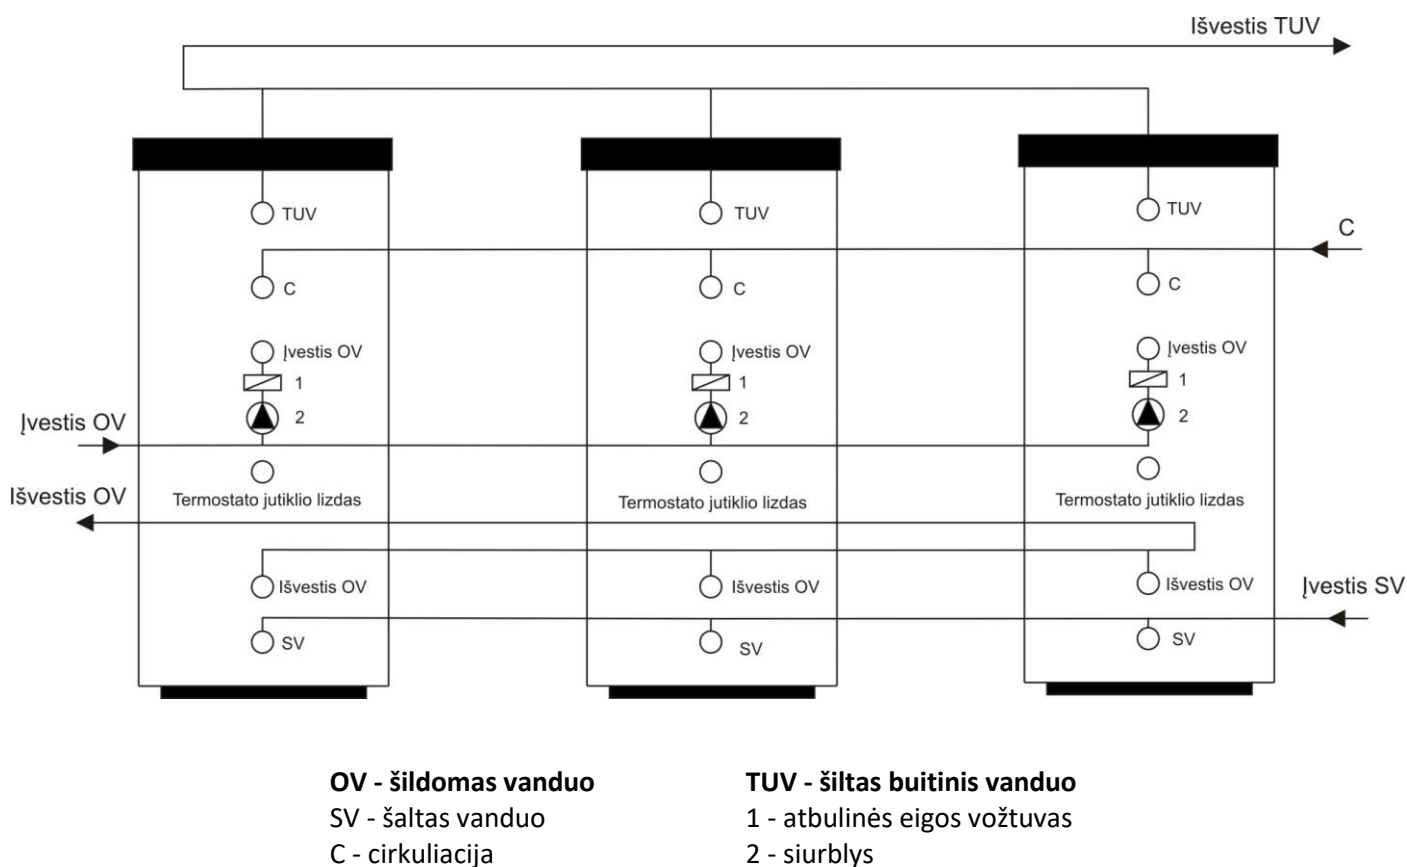 Išvestis TUV
TUV
TUV
TUV
C
C
C
C
Įvestis OV
Įvestis OV
Įvestis OV
1
1
1
Įvestis OV
2
2
2
Išvestis OV
Termostato jutiklio lizdas
Termostato jutiklio lizdas
Termostato jutiklio lizdas
Išvestis OV
Išvestis OV
Išvestis OV
Įvestis SV
SV
SV
SV
OV - šildomas vanduo
TUV - šiltas buitinis vanduo
SV - šaltas vanduo
1 - atbulinės eigos vožtuvas
C - cirkuliacija
2 - siurblys